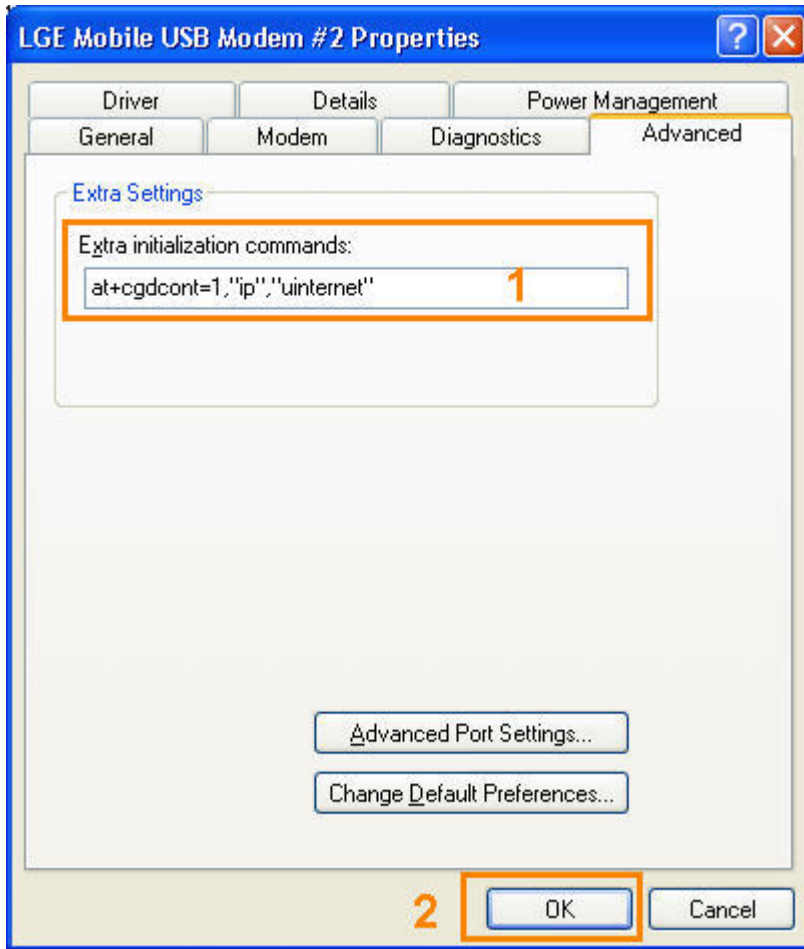 LGE Mobile USB Modem #2 Properties
Driver Details Power Management
General Modem Diagnostics Advanced
Extra Settings
Extra initialization commands:
at+cgdcont=1,"ip","uinternet"
1
Advanced Port Settings...
Change Default Preferences...
2
OK Cancel